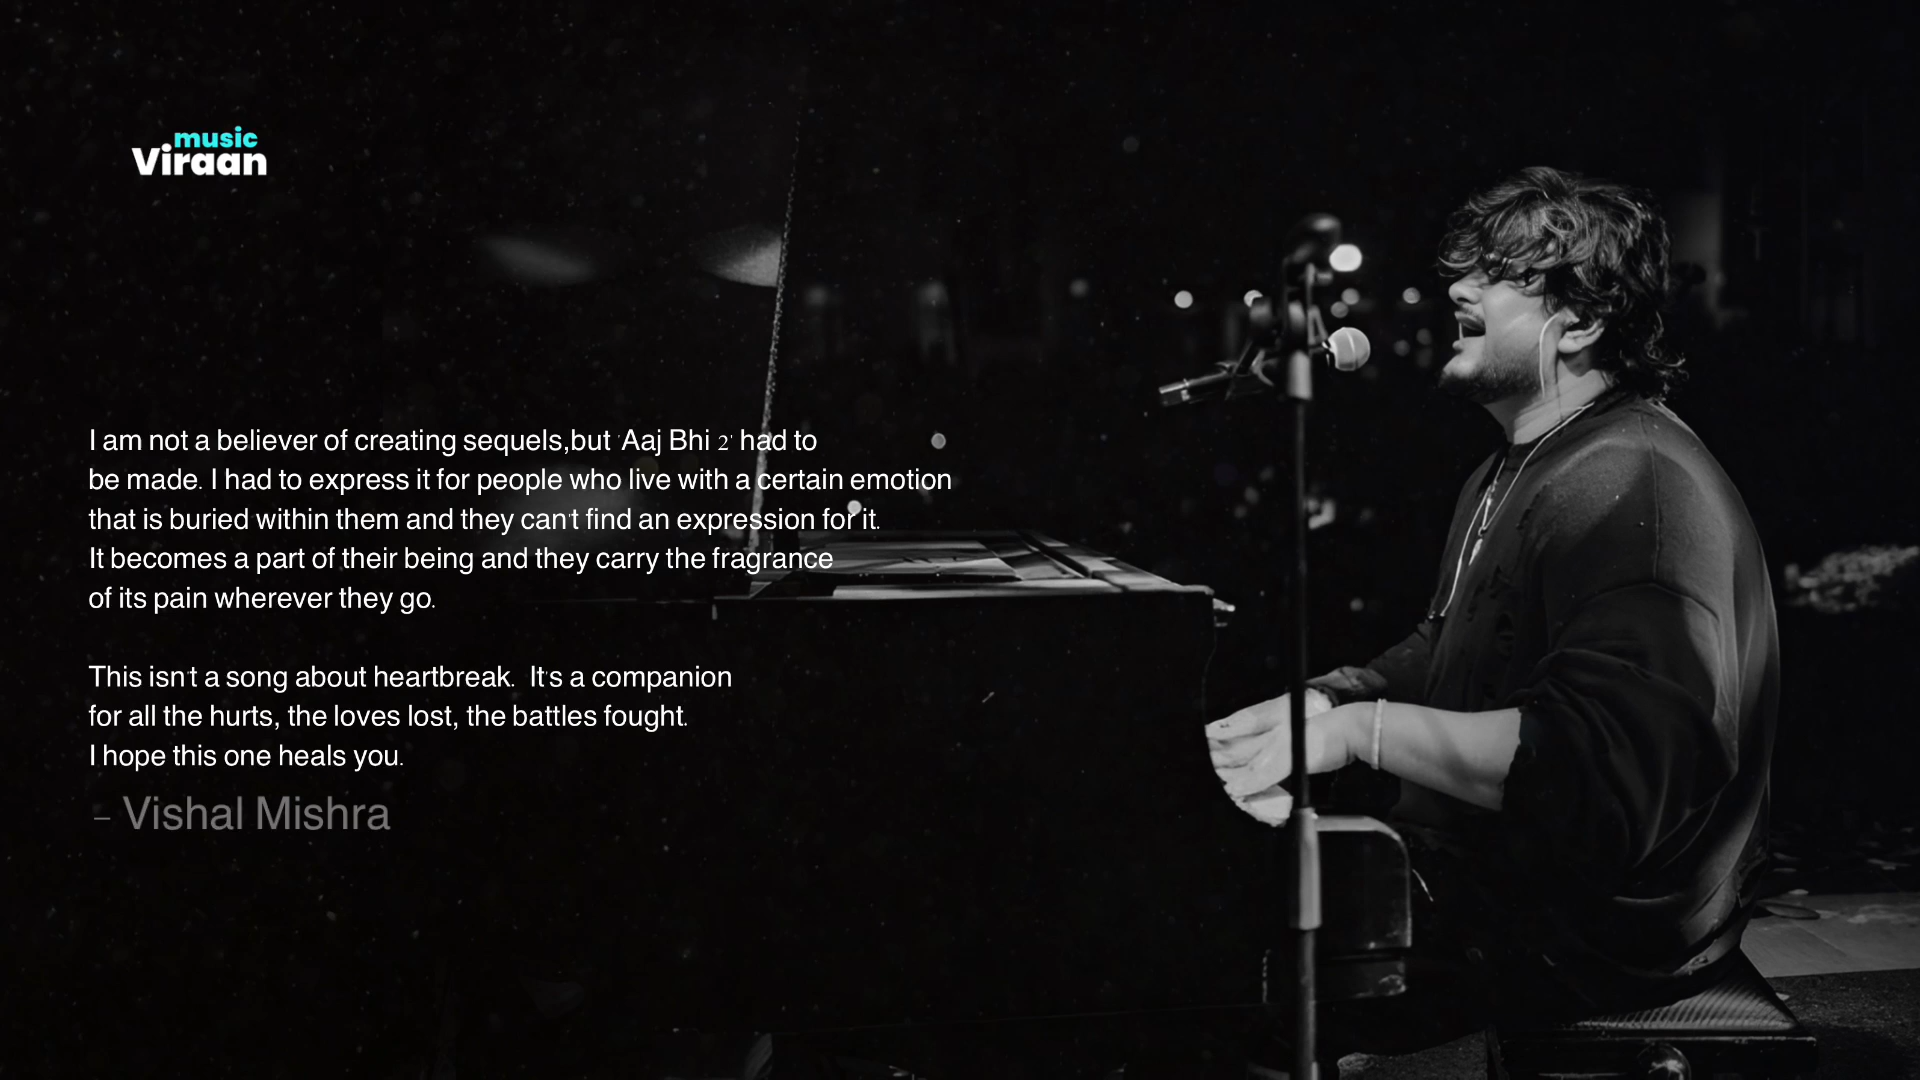 music
Viraan
I am not a believer of creating sequels,but 'Aaj Bhi 2' had to
be made. I had to express it for people who live with a certain emotion
that is buried within them and they can't find an expression for it.
It becomes a part of their being and they carry the fragrance
of its pain wherever they go.
This isn't a song about heartbreak.  It's a companion
for all the hurts, the loves lost, the battles fought.
I hope this one heals you.
– Vishal Mishra